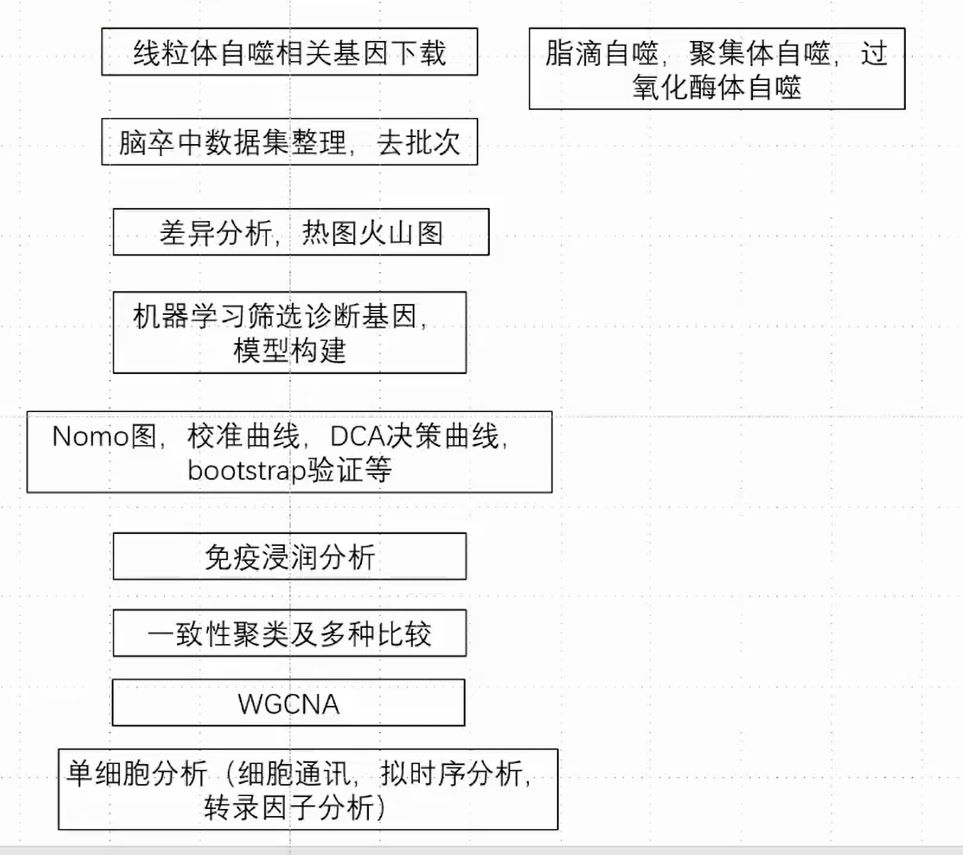 线粒体自噬相关基因下载
脂滴自噬，聚集体自噬，过
氧化酶体自噬
脑卒中数据集整理，去批次
差异分析，热图火山图
机器学习筛选诊断基因，
模型构建
Nomo图，校准曲线，DCA决策曲线，
bootstrap验证等
免疫浸润分析
一致性聚类及多种比较
WGCNA
单细胞分析（细胞通讯，拟时序分析，
转录因子分析）